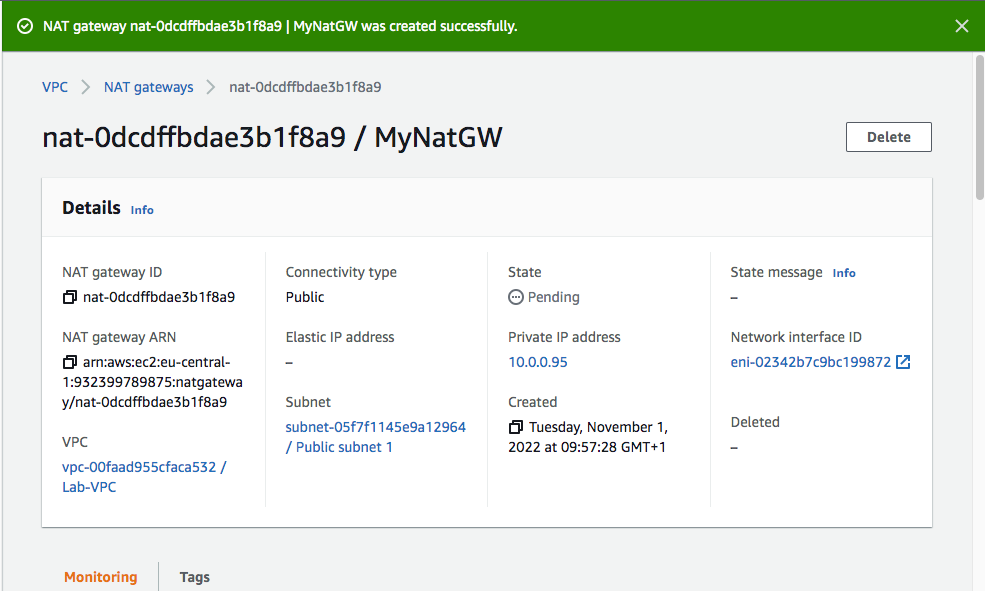 NAT gateway nat-0dcdffbdae3b1f8a9 | MyNatGW was created successfully.
VPC
NAT gateways
nat-0dcdffbdae3b1f8a9
nat-0dcdffbdae3b1f8a9 / MyNatGW
Delete
Details Info
NAT gateway ID
nat-0dcdffbdae3b1f8a9
NAT gateway ARN
arn:aws:ec2:eu-central-
1:932399789875:natgatewa
y/nat-0dcdffbdae3b1f8a9
VPC
vpc-00faad955cfaca532 /
Lab-VPC
Connectivity type
Public
Elastic IP address
–
Subnet
subnet-05f7f1145e9a12964
/ Public subnet 1
State
Pending
Private IP address
10.0.0.95
Created
Tuesday, November 1,
2022 at 09:57:28 GMT+1
State message Info
–
Network interface ID
eni-02342b7c9bc199872
Deleted
–
Monitoring
Tags